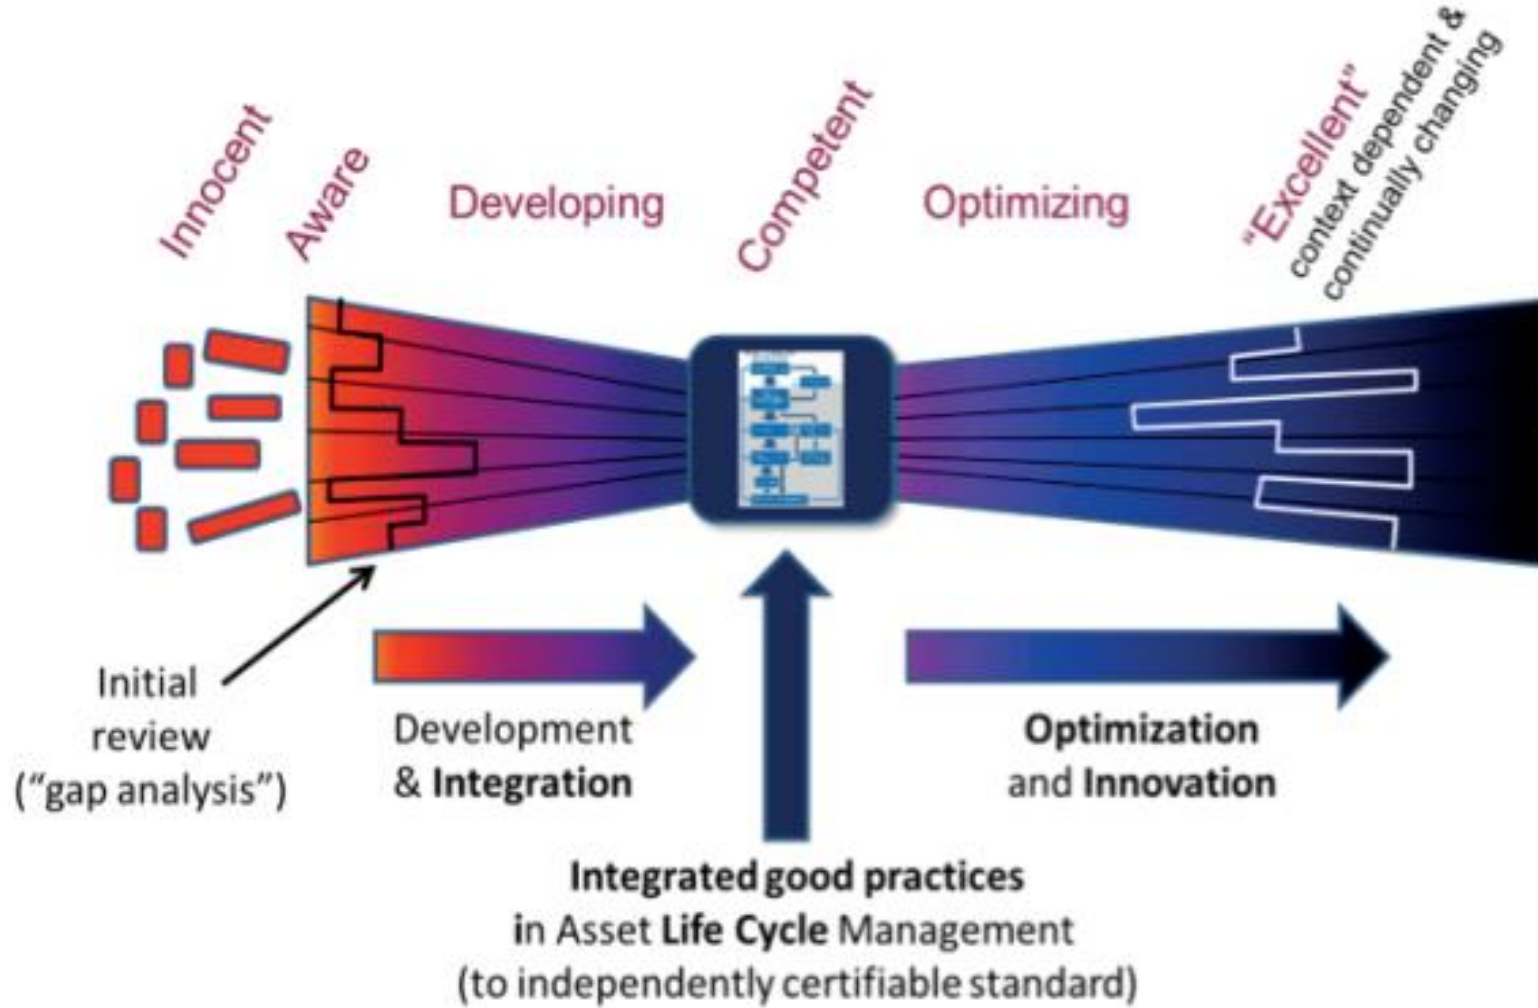 Innocent
Aware
Developing
Competent
Optimizing
“Excellent”
context dependent &
continually changing
Initial
review
(“gap analysis”)
Development
& Integration
Optimization
and Innovation
Integrated good practices
in Asset Life Cycle Management
(to independently certifiable standard)